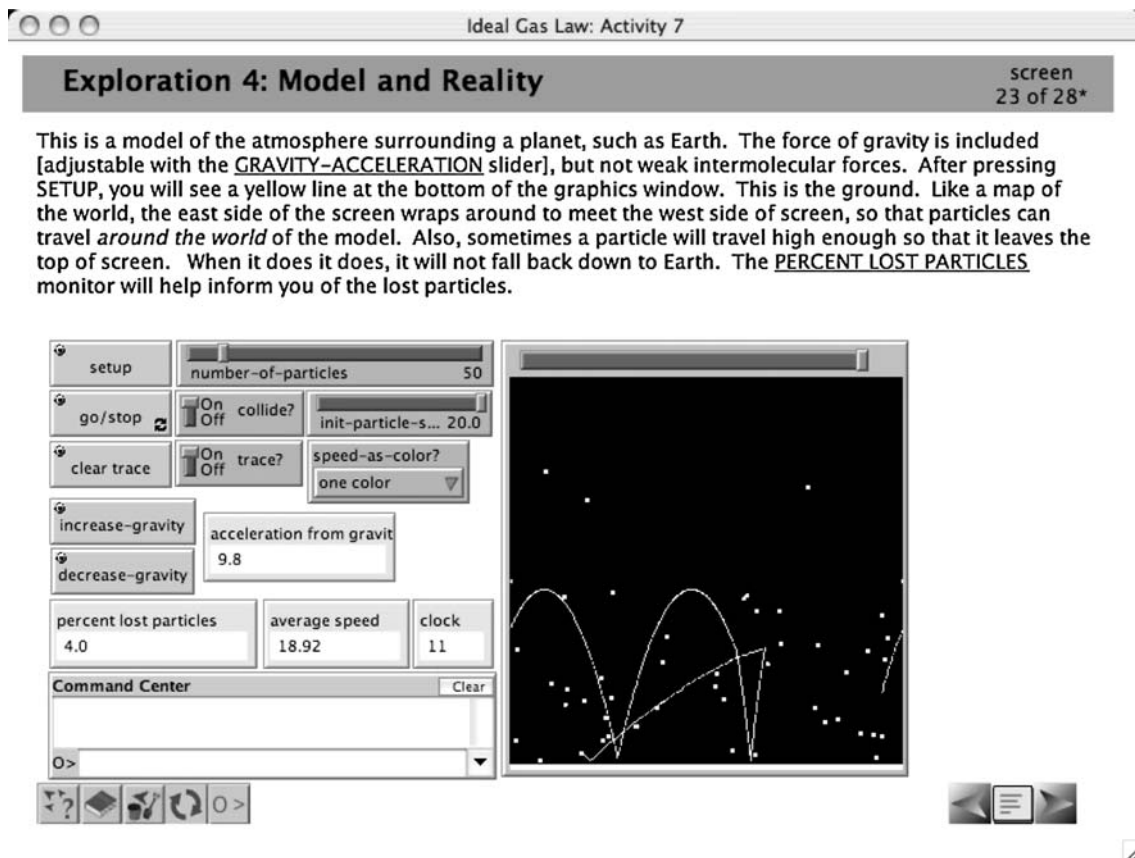 Ideal Gas Law: Activity 7
Exploration 4: Model and Reality
screen
23 of 28*
This is a model of the atmosphere surrounding a planet, such as Earth. The force of gravity is included
[adjustable with the GRAVITY-ACCELERATION slider], but not weak intermolecular forces. After pressing
SETUP, you will see a yellow line at the bottom of the graphics window. This is the ground. Like a map of
the world, the east side of the screen wraps around to meet the west side of screen, so that particles can
travel around the world of the model. Also, sometimes a particle will travel high enough so that it leaves the
top of screen. When it does it does, it will not fall back down to Earth. The PERCENT LOST PARTICLES
monitor will help inform you of the lost particles.
setup
number-of-particles 50
go/stop
On
Off
collide?
init-particle-s... 20.0
clear trace
On
Off
trace?
speed-as-color?
one color
increase-gravity
acceleration from gravit
9.8
decrease-gravity
percent lost particles
4.0
average speed
18.92
clock
11
Command Center
Clear
O>
?
O >